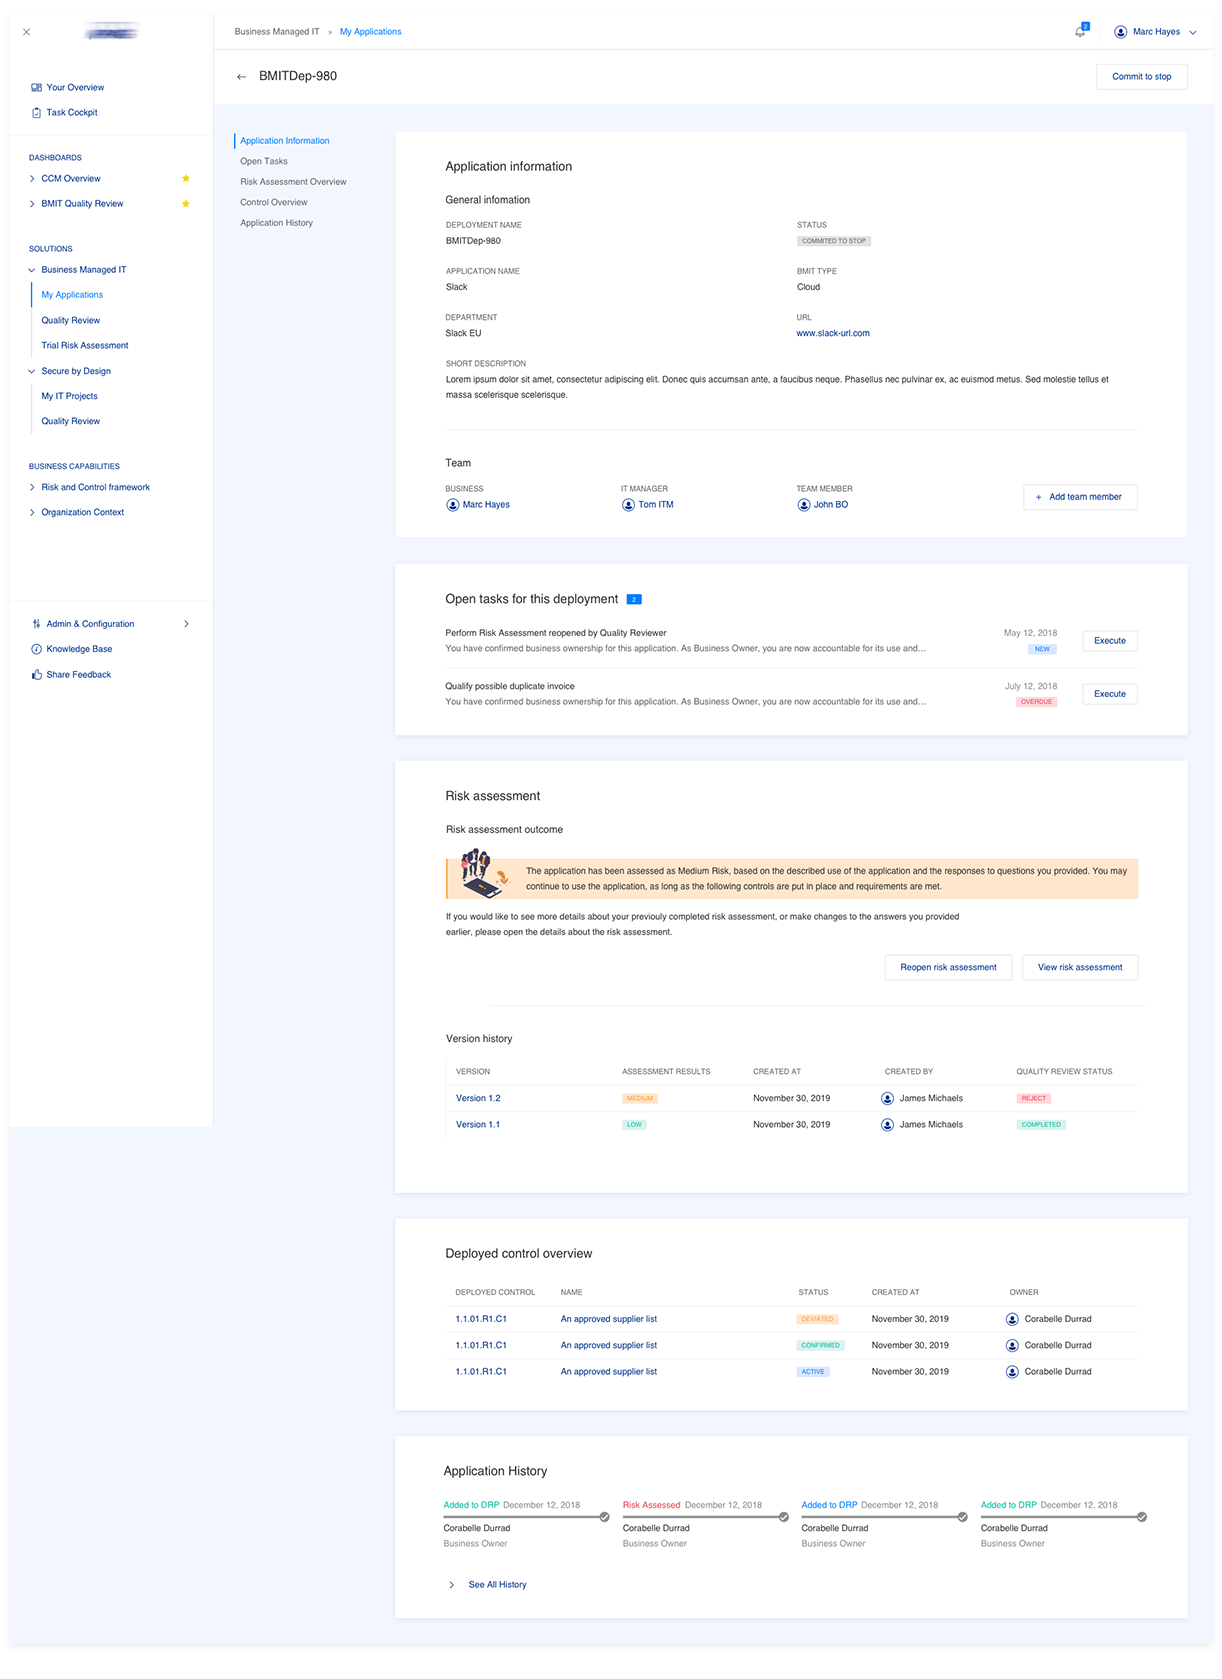 Business Managed IT » My Applications
2
Marc Hayes
BMITDep-980
Commit to stop
Your Overview
Task Cockpit
DASHBOARDS
CCM Overview
BMIT Quality Review
SOLUTIONS
Business Managed IT
My Applications
Quality Review
Trial Risk Assessment
Secure by Design
My IT Projects
Quality Review
BUSINESS CAPABILITIES
Risk and Control framework
Organization Context
Admin & Configuration
Knowledge Base
Share Feedback
Application Information
Open Tasks
Risk Assessment Overview
Control Overview
Application History
Application information
General infomation
DEPLOYMENT NAME
BMITDep-980
STATUS
COMMITED TO STOP
APPLICATION NAME
Slack
BMIT TYPE
Cloud
DEPARTMENT
Slack EU
URL
www.slack-url.com
SHORT DESCRIPTION
Lorem ipsum dolor sit amet, consectetur adipiscing elit. Donec quis accumsan ante, a faucibus neque. Phasellus nec pulvinar ex, ac euismod metus. Sed molestie tellus et
massa scelerisque scelerisque.
Team
BUSINESS
Marc Hayes
IT MANAGER
Tom ITM
TEAM MEMBER
John BO
+ Add team member
Open tasks for this deployment 2
Perform Risk Assessment reopened by Quality Reviewer
You have confirmed business ownership for this application. As Business Owner, you are now accountable for its use and...
May 12, 2018
NEW
Execute
Qualify possible duplicate invoice
You have confirmed business ownership for this application. As Business Owner, you are now accountable for its use and...
July 12, 2018
OVERDUE
Execute
Risk assessment
Risk assessment outcome
The application has been assessed as Medium Risk, based on the described use of the application and the responses to questions you provided. You may
continue to use the application, as long as the following controls are put in place and requirements are met.
If you would like to see more details about your previouly completed risk assessment, or make changes to the answers you provided
earlier, please open the details about the risk assessment.
Reopen risk assessment
View risk assessment
Version history
VERSION ASSESSMENT RESULTS CREATED AT CREATED BY QUALITY REVIEW STATUS
Version 1.2 MEDIUM November 30, 2019 James Michaels REJECT
Version 1.1 LOW November 30, 2019 James Michaels COMPLETED
Deployed control overview
DEPLOYED CONTROL NAME STATUS CREATED AT OWNER
1.1.01.R1.C1 An approved supplier list DEVIATED November 30, 2019 Corabelle Durrad
1.1.01.R1.C1 An approved supplier list CONFIRMED November 30, 2019 Corabelle Durrad
1.1.01.R1.C1 An approved supplier list ACTIVE November 30, 2019 Corabelle Durrad
Application History
Added to DRP December 12, 2018
Corabelle Durrad
Business Owner
Risk Assessed December 12, 2018
Corabelle Durrad
Business Owner
Added to DRP December 12, 2018
Corabelle Durrad
Business Owner
Added to DRP December 12, 2018
Corabelle Durrad
Business Owner
See All History